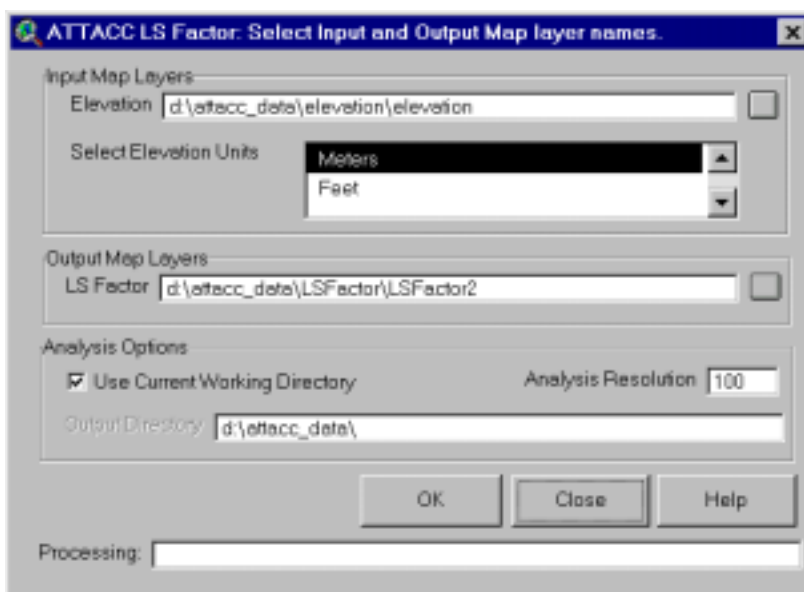 ATTACC LS Factor: Select Input and Output Map layer names.
Input Map Layers
Elevation d:\attacc_data\elevation\elevation
Select Elevation Units
Meters
Feet
Output Map Layers
LS Factor d:\attacc_data\LSFactor\LSFactor2
Analysis Options
Use Current Working Directory Analysis Resolution 100
Output Directory d:\attacc_data\
OK Close Help
Processing: